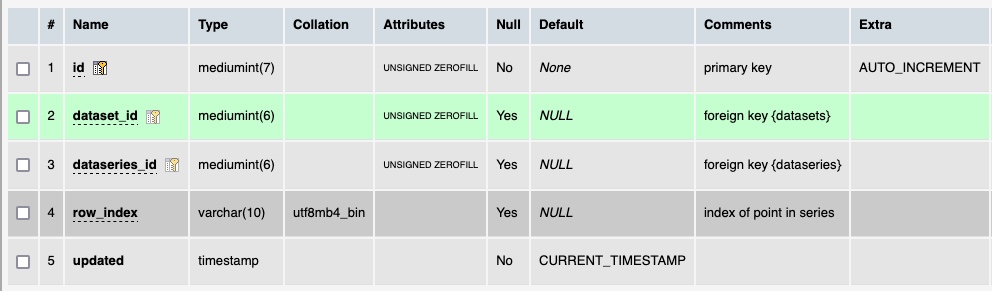 # Name Type Collation Attributes Null Default Comments Extra
1 id mediumint(7) UNSIGNED ZEROFILL No None primary key AUTO_INCREMENT
2 dataset_id mediumint(6) UNSIGNED ZEROFILL Yes NULL foreign key {datasets}
3 dataseries_id mediumint(6) UNSIGNED ZEROFILL Yes NULL foreign key {dataseries}
4 row_index varchar(10) utf8mb4_bin Yes NULL index of point in series
5 updated timestamp No CURRENT_TIMESTAMP